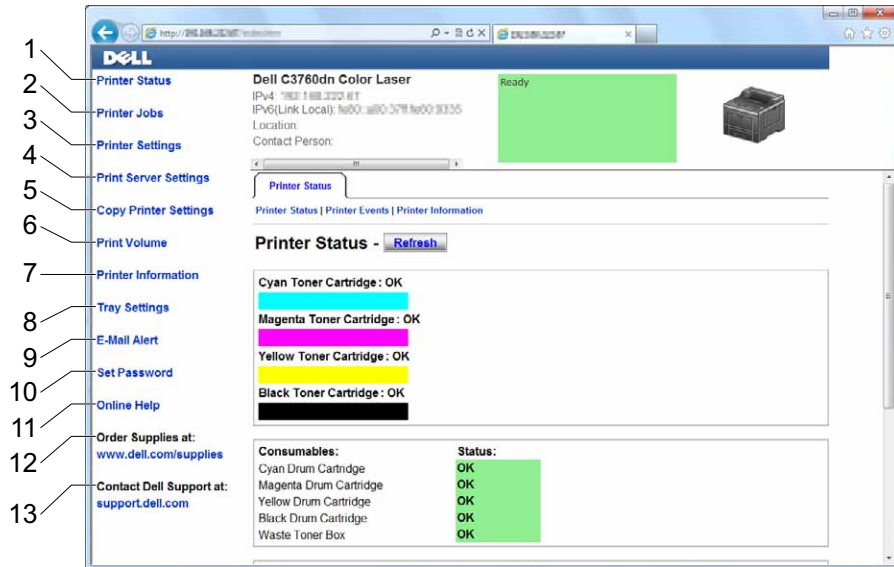 http://
DELL
1
Printer Status
2
Printer Jobs
3
Printer Settings
4
Print Server Settings
5
Copy Printer Settings
6
Print Volume
7
Printer Information
8
Tray Settings
9
E-Mail Alert
10
Set Password
11
Online Help
12
Order Supplies at:
www.dell.com/supplies
13
Contact Dell Support at:
support.dell.com
Dell C3760dn Color Laser
IPv4:
IPv6(Link Local):
Location:
Contact Person:
Ready
Printer Status
Printer Status | Printer Events | Printer Information
Printer Status - Refresh
Cyan Toner Cartridge: OK
Magenta Toner Cartridge: OK
Yellow Toner Cartridge: OK
Black Toner Cartridge: OK
Consumables: Status:
Cyan Drum Cartridge OK
Magenta Drum Cartridge OK
Yellow Drum Cartridge OK
Black Drum Cartridge OK
Waste Toner Box OK